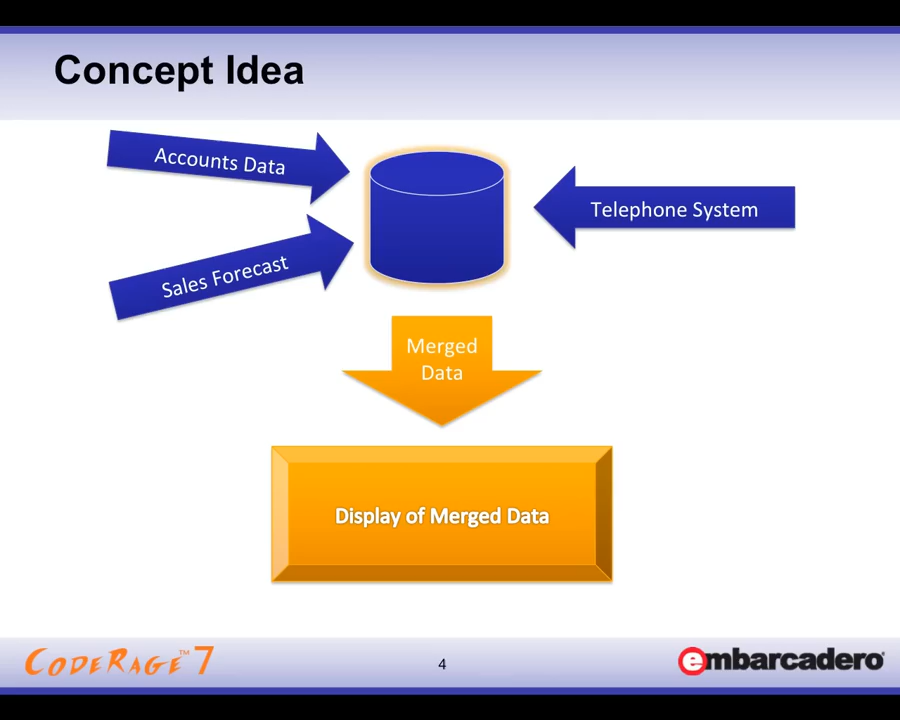 Concept Idea
Accounts Data
Telephone System
Sales Forecast
Merged
Data
Display of Merged Data
CODERAGE™ 7
4
embarcadero®